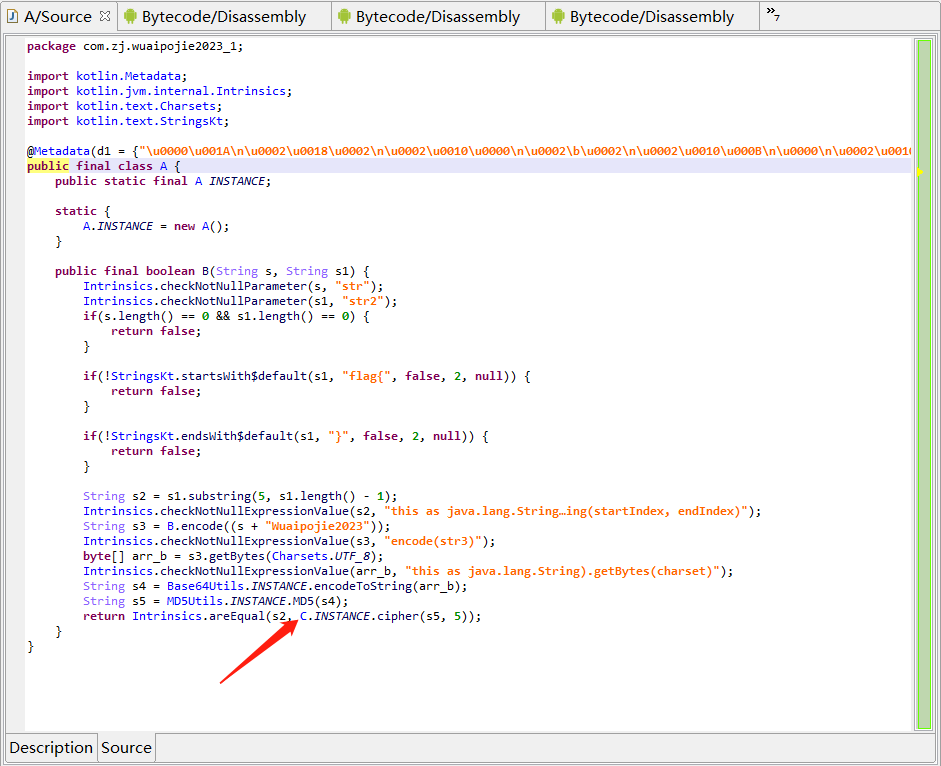 A/Source
Bytecode/Disassembly
Bytecode/Disassembly
Bytecode/Disassembly
»7
package com.zj.wuaipojie2023_1;
import kotlin.Metadata;
import kotlin.jvm.internal.Intrinsics;
import kotlin.text.Charsets;
import kotlin.text.StringsKt;
@Metadata(d1 = {"\u0000\u001A\n\u0002\u0018\u0002\n\u0002\u0010\u0000\n\u0002\b\u0002\n\u0002\u0010\u000B\n\u0000\n\u0002\u0010
public final class A {
    public static final A INSTANCE;
    static {
        A.INSTANCE = new A();
    }
    public final boolean B(String s, String s1) {
        Intrinsics.checkNotNullParameter(s, "str");
        Intrinsics.checkNotNullParameter(s1, "str2");
        if(s.length() == 0 && s1.length() == 0) {
            return false;
        }
        if(!StringsKt.startsWith$default(s1, "flag{", false, 2, null)) {
            return false;
        }
        if(!StringsKt.endsWith$default(s1, "}", false, 2, null)) {
            return false;
        }
        String s2 = s1.substring(5, s1.length() - 1);
        Intrinsics.checkNotNullExpressionValue(s2, "this as java.lang.String…ing(startIndex, endIndex)");
        String s3 = B.encode((s + "Wuaipojie2023"));
        Intrinsics.checkNotNullExpressionValue(s3, "encode(str3)");
        byte[] arr_b = s3.getBytes(Charsets.UTF_8);
        Intrinsics.checkNotNullExpressionValue(arr_b, "this as java.lang.String).getBytes(charset)");
        String s4 = Base64Utils.INSTANCE.encodeToString(arr_b);
        String s5 = MD5Utils.INSTANCE.MD5(s4);
        return Intrinsics.areEqual(s2, C.INSTANCE.cipher(s5, 5));
    }
}
Description
Source